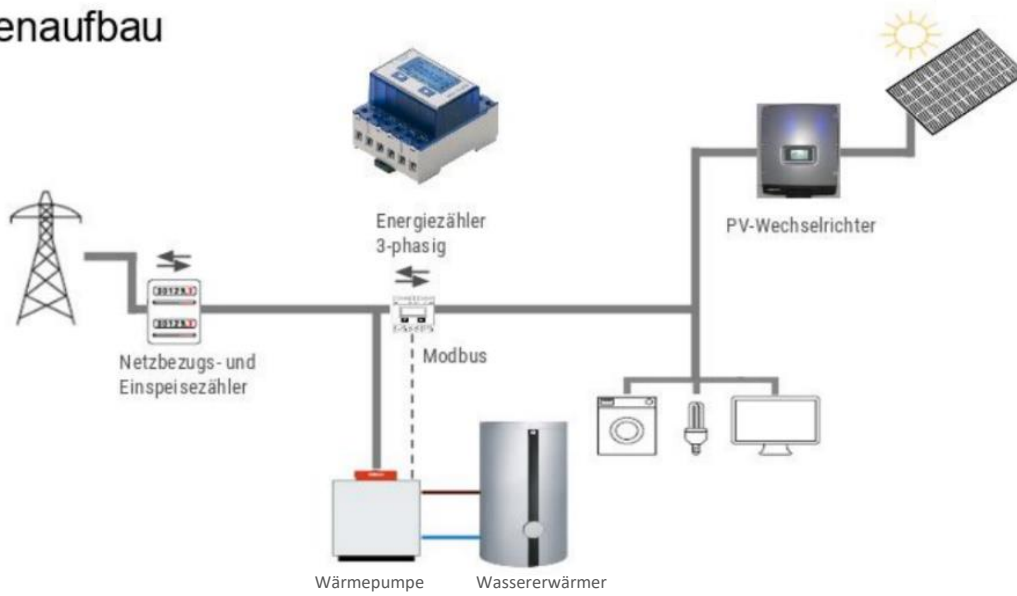 enaufbau
Energiezähler
3-phasig
PV-Wechselrichter
Netzbezugs- und
Einspeisezähler
Modbus
Wärmepumpe
Wassererwärmer